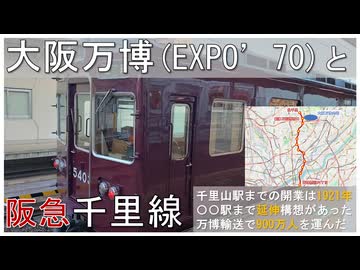 大阪万博(EXPO’70)と
540
阪急千里線
千里山駅までの開業は1921年
〇〇駅まで延伸構想があった
万博輸送で900万人を運んだ